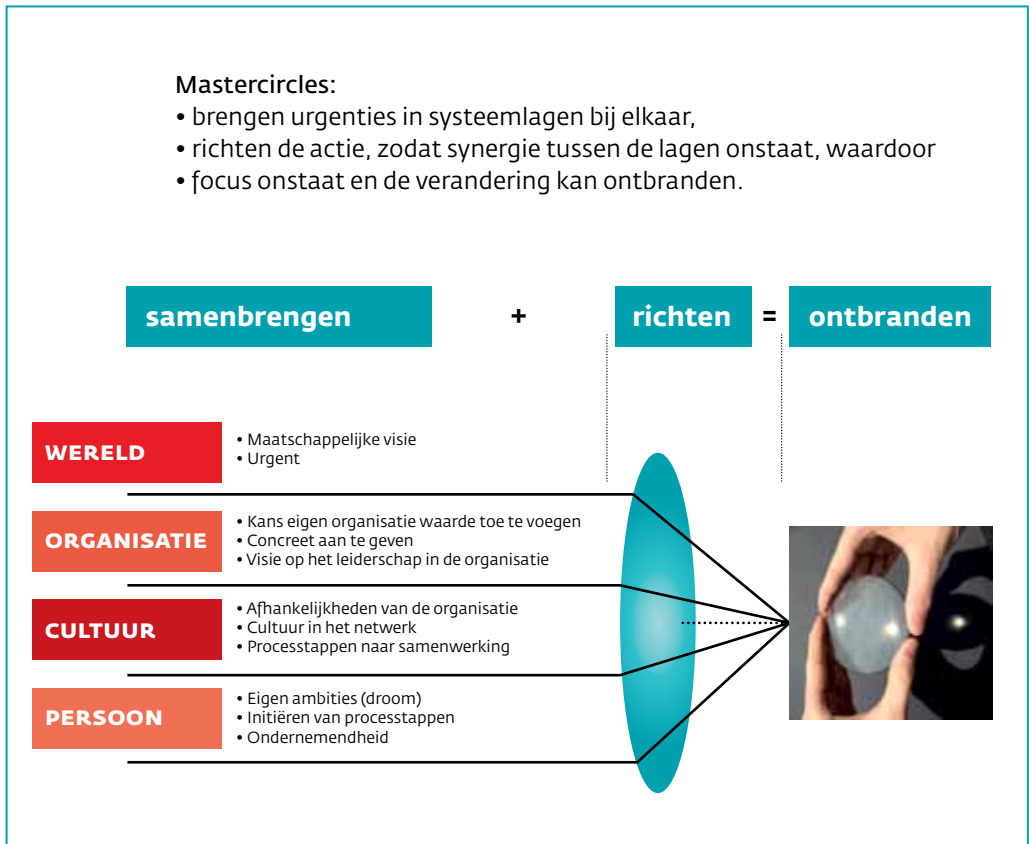 Mastercircles:
• brengen urgenties in systeemlagen bij elkaar,
• richten de actie, zodat synergie tussen de lagen onstaat, waardoor
• focus onstaat en de verandering kan ontbranden.
samenbrengen + richten = ontbranden
WERELD
• Maatschappelijke visie
• Urgent
ORGANISATIE
• Kans eigen organisatie waarde toe te voegen
• Concreet aan te geven
• Visie op het leiderschap in de organisatie
CULTUUR
• Afhankelijkheden van de organisatie
• Cultuur in het netwerk
• Processtappen naar samenwerking
PERSOON
• Eigen ambities (droom)
• Initiëren van processtappen
• Ondernemendheid